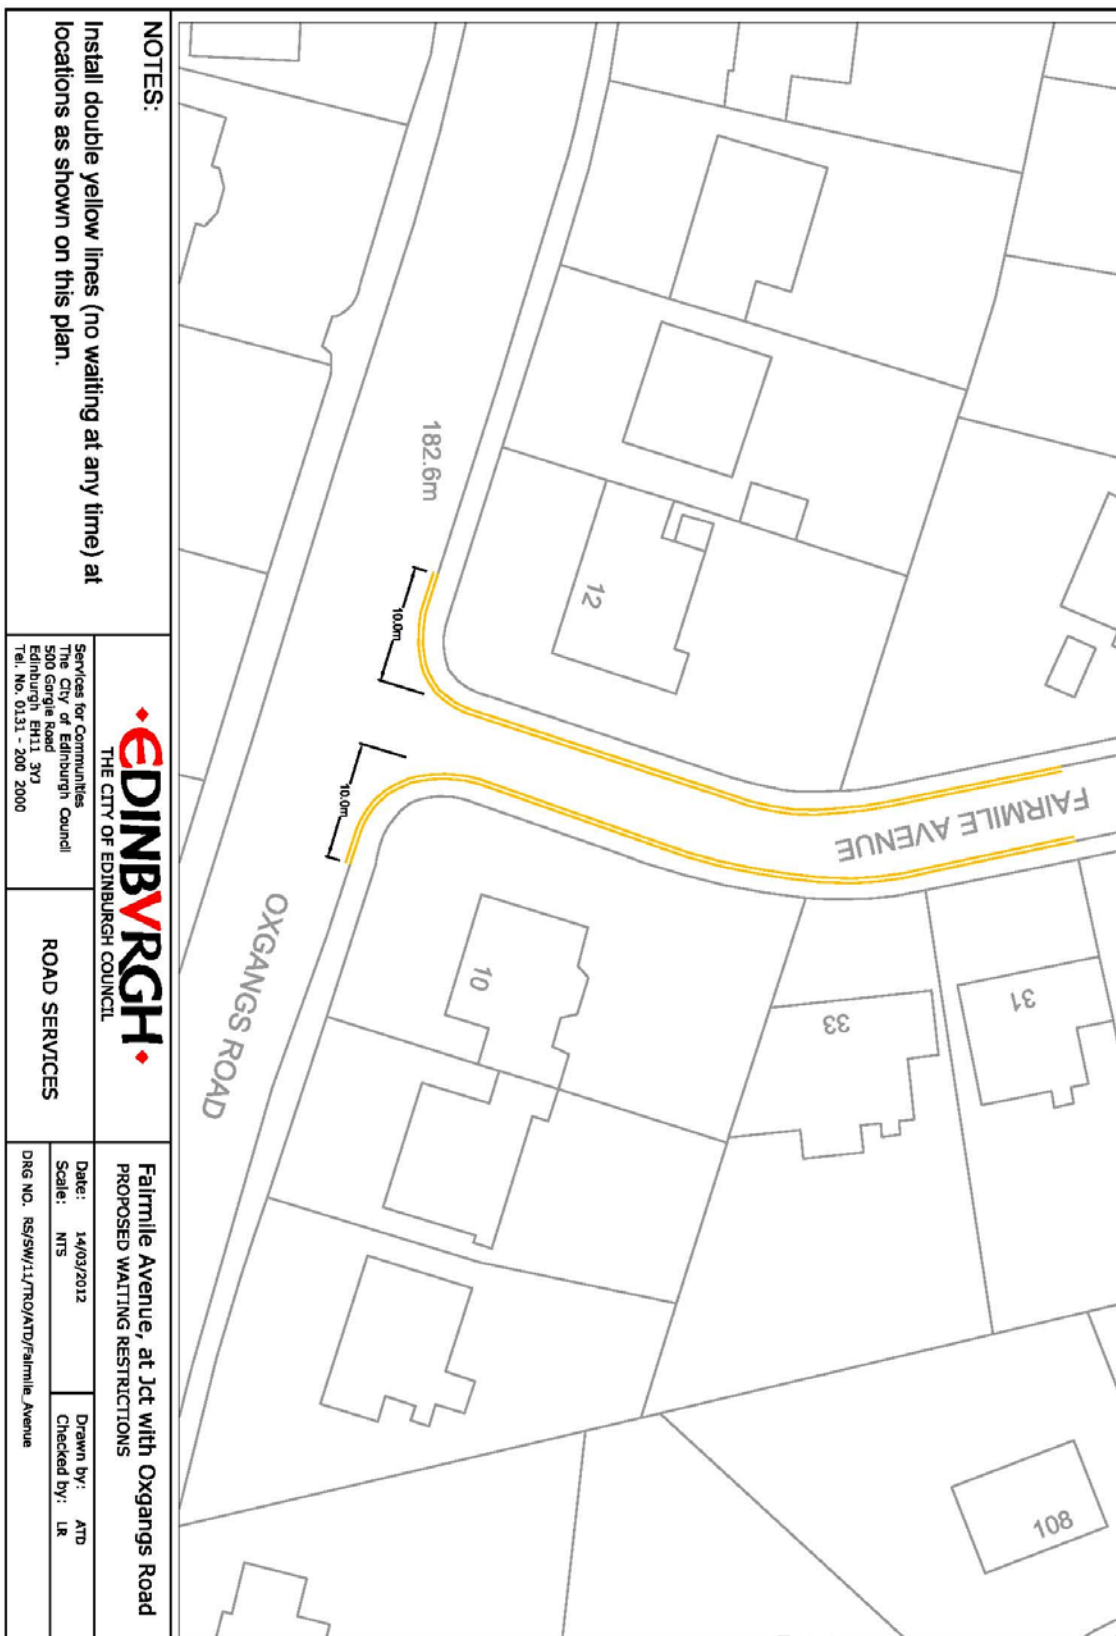 182.6m
12
10.0m
10.0m
FAIRMILE AVENUE
OXGANGS ROAD
10
33
31
108
NOTES:
Install double yellow lines (no waiting at any time) at
locations as shown on this plan.
EDINBVRGH
THE CITY OF EDINBURGH COUNCIL
Services for Communities
The City of Edinburgh Council
500 Gorgie Road
Edinburgh EH11 3YJ
Tel. No. 0131 - 200 2000
ROAD SERVICES
Fairmile Avenue, at Jct with Oxgangs Road
PROPOSED WAITING RESTRICTIONS
Date: 14/03/2012 Drawn by: ATD
Scale: NTS Checked by: LR
DRG NO. RS/SW/11/TRO/ATD/Fairmile_Avenue